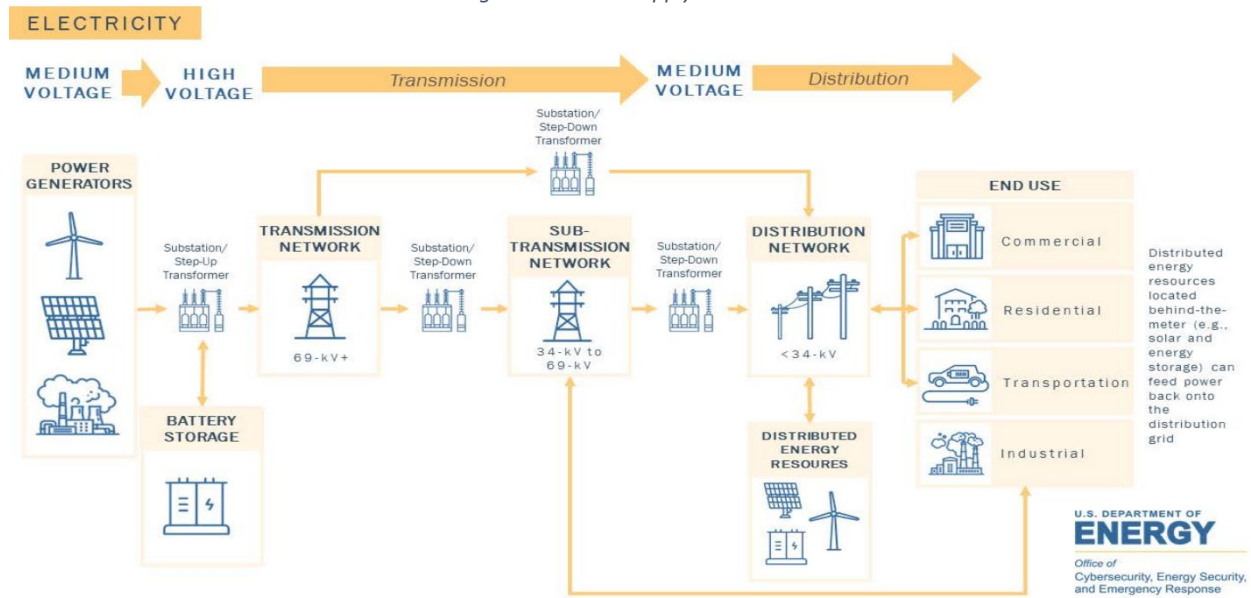 ELECTRICITY
MEDIUM
VOLTAGE
HIGH
VOLTAGE
Transmission
MEDIUM
VOLTAGE
Distribution
Substation/
Step-Down
Transformer
POWER
GENERATORS
Substation/
Step-Up
Transformer
TRANSMISSION
NETWORK
69-kV+
Substation/
Step-Down
Transformer
SUB-
TRANSMISSION
NETWORK
34-kV to
69-kV
Substation/
Step-Down
Transformer
DISTRIBUTION
NETWORK
<34-kV
END USE
Commercial
Residential
Transportation
Industrial
Distributed
energy
resources
located
behind-the-
meter (e.g.,
solar and
energy
storage) can
feed power
back onto
the
distribution
grid
BATTERY
STORAGE
DISTRIBUTED
ENERGY
RESOURES
U.S. DEPARTMENT OF
ENERGY
Office of
Cybersecurity, Energy Security,
and Emergency Response